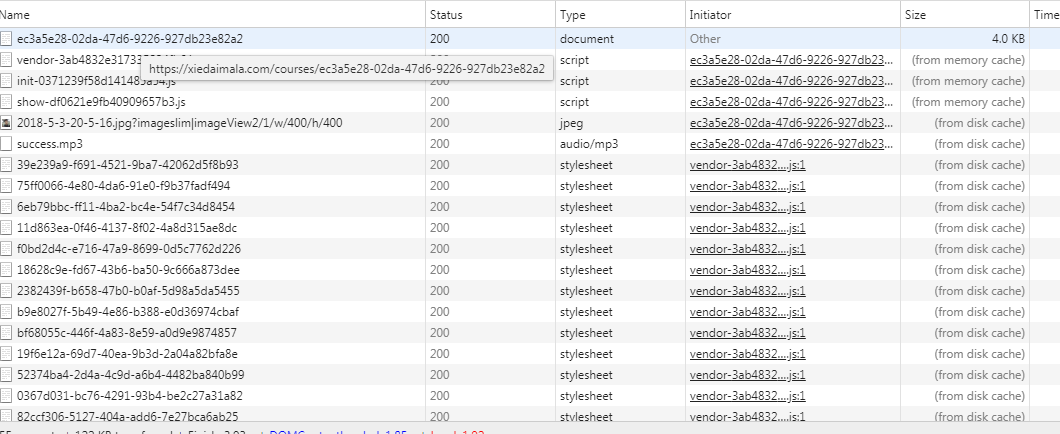 Name Status Type Initiator Size Time
ec3a5e28-02da-47d6-9226-927db23e82a2 200 document Other 4.0 KB
https://xiedaimala.com/courses/ec3a5e28-02da-47d6-9226-927db23e82a2
script ec3a5e28-02da-47d6-9226-927db23... (from memory cache)
200 script ec3a5e28-02da-47d6-9226-927db23... (from memory cache)
show-df0621e9fb40909657b3.js 200 script ec3a5e28-02da-47d6-9226-927db23... (from memory cache)
2018-5-3-20-5-16.jpg?imageslim|imageView2/1/w/400/h/400 200 jpeg ec3a5e28-02da-47d6-9226-927db23... (from disk cache)
success.mp3 200 audio/mp3 ec3a5e28-02da-47d6-9226-927db23... (from disk cache)
39e239a9-f691-4521-9ba7-42062d5f8b93 200 stylesheet vendor-3ab4832....js:1 (from disk cache)
75ff0066-4e80-4da6-91e0-f9b37fadf494 200 stylesheet vendor-3ab4832....js:1 (from disk cache)
6eb79bbc-ff11-4ba2-bc4e-54f7c34d8454 200 stylesheet vendor-3ab4832....js:1 (from disk cache)
11d863ea-0f46-4137-8f02-4a8d315ae8dc 200 stylesheet vendor-3ab4832....js:1 (from disk cache)
f0bd2d4c-e716-47a9-8699-0d5c7762d226 200 stylesheet vendor-3ab4832....js:1 (from disk cache)
18628c9e-fd67-43b6-ba50-9c666a873dee 200 stylesheet vendor-3ab4832....js:1 (from disk cache)
2382439f-b658-47b0-b0af-5d98a5da5455 200 stylesheet vendor-3ab4832....js:1 (from disk cache)
b9e8027f-5b49-4e86-b388-e0d36974cbaf 200 stylesheet vendor-3ab4832....js:1 (from disk cache)
bf68055c-446f-4a83-8e59-a0d9e9874857 200 stylesheet vendor-3ab4832....js:1 (from disk cache)
19f6e12a-69d7-40ea-9b3d-2a04a82bfa8e 200 stylesheet vendor-3ab4832....js:1 (from disk cache)
52374ba4-2d4a-4c9d-a6b4-4482ba840b99 200 stylesheet vendor-3ab4832....js:1 (from disk cache)
0367d031-bc76-4291-93b4-be2c27a31a82 200 stylesheet vendor-3ab4832....js:1 (from disk cache)
82ccf306-5127-404a-add6-7e27bca6ab25 200 stylesheet vendor-3ab4832....js:1 (from disk cache)